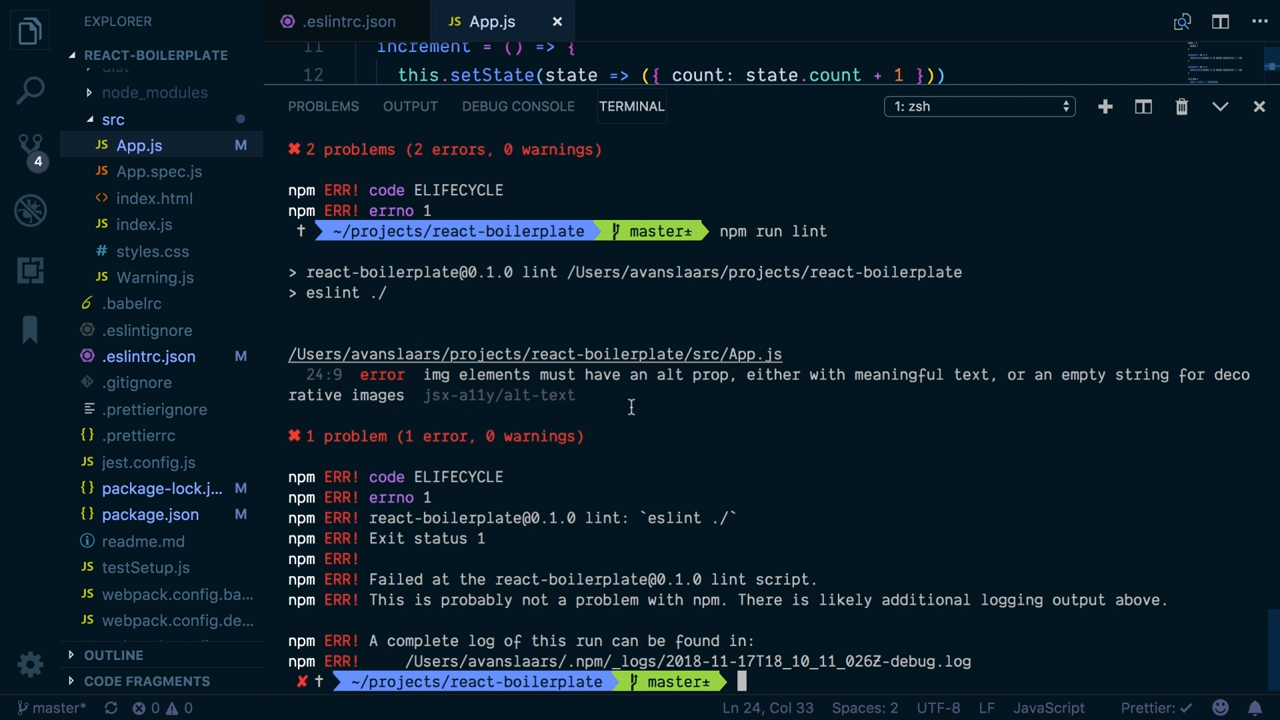 EXPLORER
.eslintrc.json
JS App.js
REACT-BOILERPLATE
dist
node_modules
src
JS App.js M
JS App.spec.js
<> index.html
JS index.js
# styles.css
JS Warning.js
.babelrc
.eslintignore
.eslintrc.json M
.gitignore
.prettierignore
{} .prettierrc
JS jest.config.js
{} package-lock.j... M
{} package.json M
readme.md
JS testSetup.js
JS webpack.config.ba...
JS webpack.config.de...
OUTLINE
CODE FRAGMENTS
4
11 increment = () => {
12 this.setState(state => ({ count: state.count + 1 }))
PROBLEMS OUTPUT DEBUG CONSOLE TERMINAL 1: zsh
✖ 2 problems (2 errors, 0 warnings)
npm ERR! code ELIFECYCLE
npm ERR! errno 1
† ~/projects/react-boilerplate master± npm run lint
> react-boilerplate@0.1.0 lint /Users/avanslaars/projects/react-boilerplate
> eslint ./
/Users/avanslaars/projects/react-boilerplate/src/App.js
24:9 error img elements must have an alt prop, either with meaningful text, or an empty string for deco
rative images jsx-a11y/alt-text
✖ 1 problem (1 error, 0 warnings)
npm ERR! code ELIFECYCLE
npm ERR! errno 1
npm ERR! react-boilerplate@0.1.0 lint: `eslint ./`
npm ERR! Exit status 1
npm ERR!
npm ERR! Failed at the react-boilerplate@0.1.0 lint script.
npm ERR! This is probably not a problem with npm. There is likely additional logging output above.
npm ERR! A complete log of this run can be found in:
npm ERR! /Users/avanslaars/.npm/_logs/2018-11-17T18_10_11_026Z-debug.log
✘ † ~/projects/react-boilerplate master±
master* 0 0 Ln 24, Col 33 Spaces: 2 UTF-8 LF JavaScript Prettier: ✓